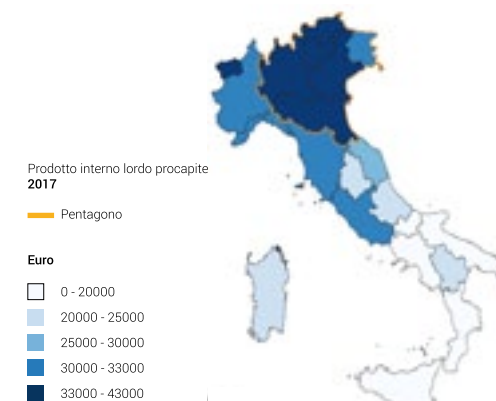 Prodotto interno lordo procapite
2017
Pentagono
Euro
0 - 20000
20000 - 25000
25000 - 30000
30000 - 33000
33000 - 43000